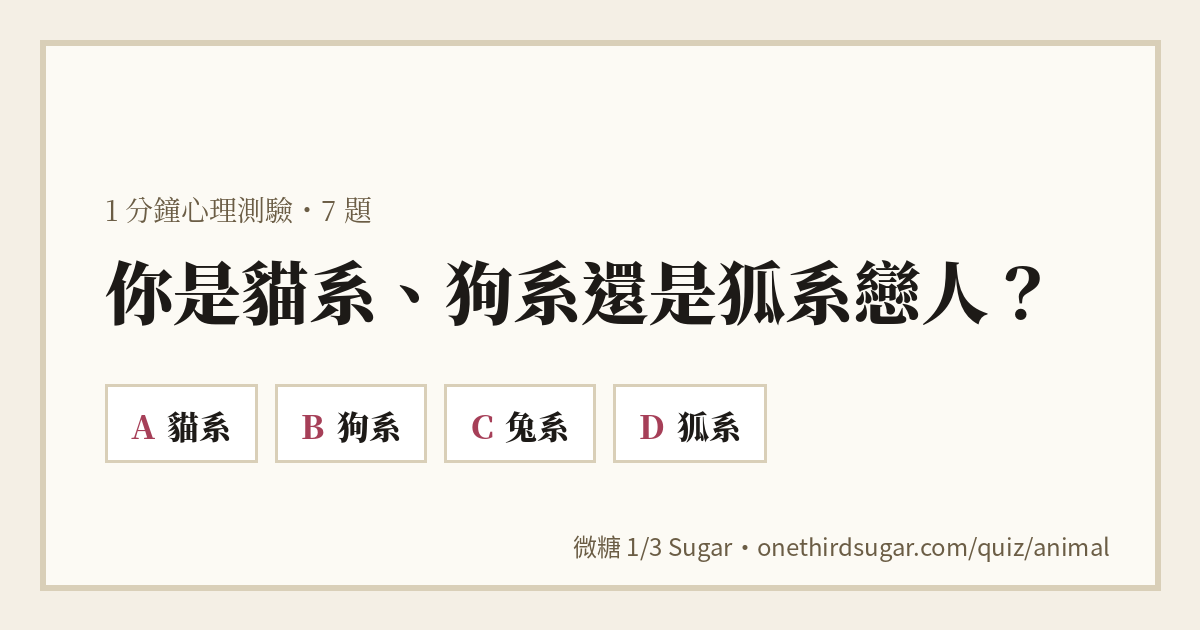 1 分鐘心理測驗・7 題
你是貓系、狗系還是狐系戀人？
A 貓系
B 狗系
C 兔系
D 狐系
微糖 1/3 Sugar・onethirdsugar.com/quiz/animal